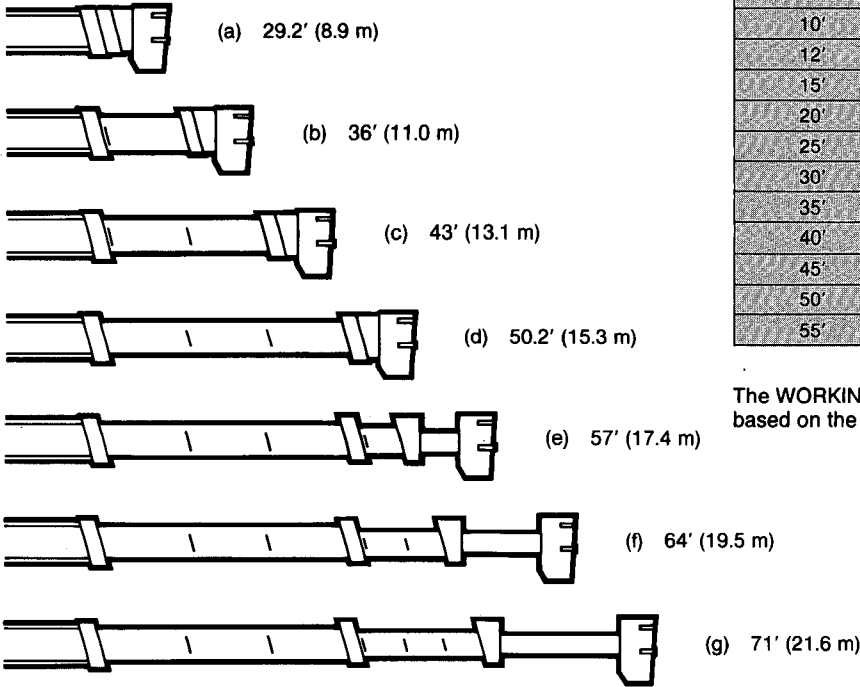 (a) 29.2′ (8.9 m)
(b) 36′ (11.0 m)
(c) 43′ (13.1 m)
(d) 50.2′ (15.3 m)
(e) 57′ (17.4 m)
(f) 64′ (19.5 m)
(g) 71′ (21.6 m)
10′
12′
15′
20′
25′
30′
35′
40′
45′
50′
55′
The WORKIN
based on the